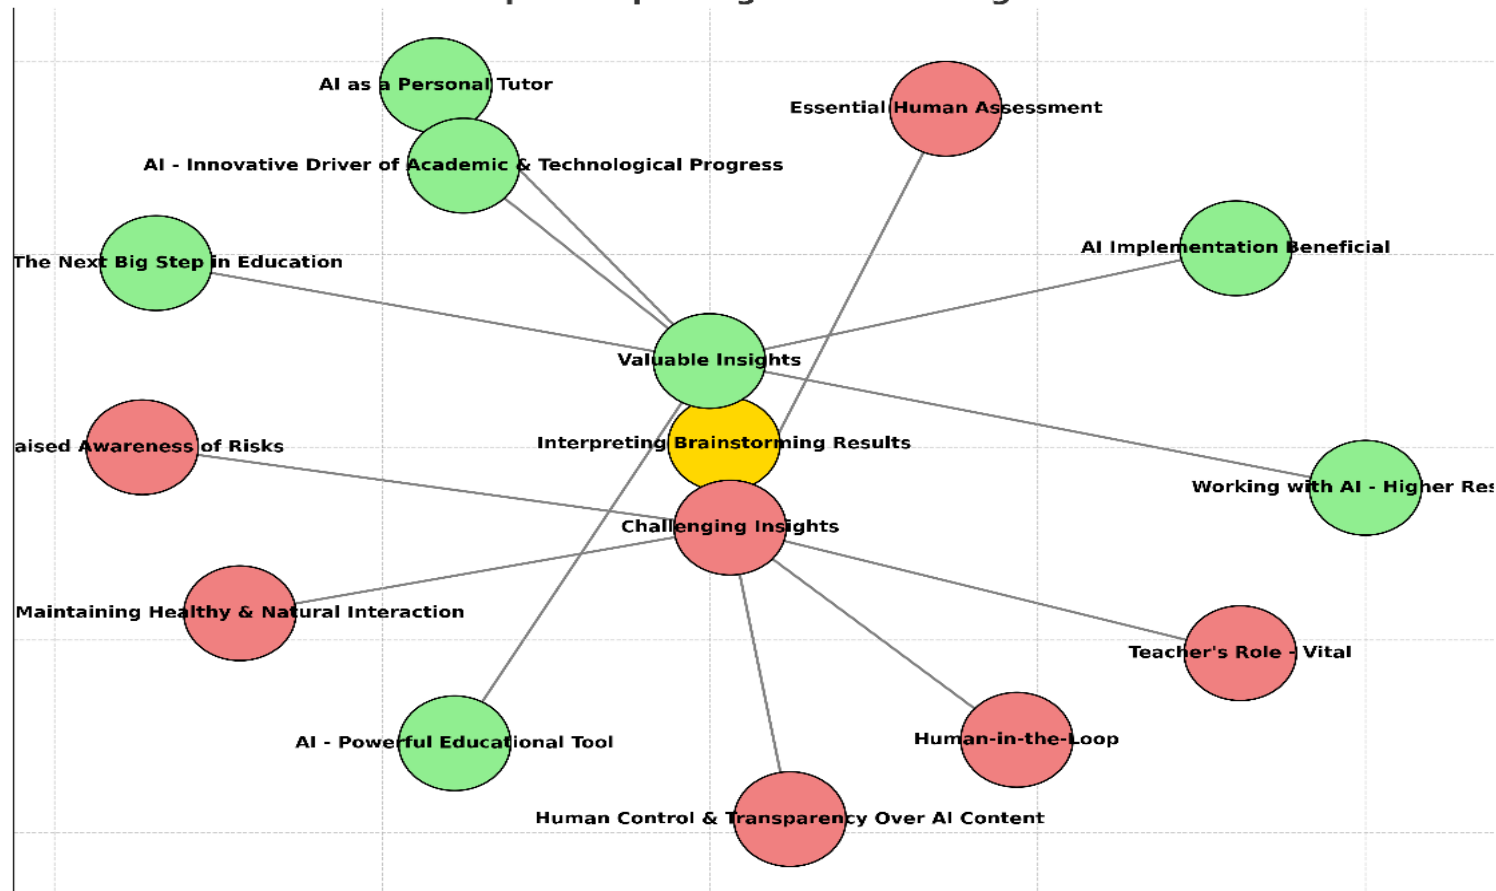 AI as a Personal Tutor
Essential Human Assessment
AI - Innovative Driver of Academic & Technological Progress
AI Implementation Beneficial
The Next Big Step in Education
Valuable Insights
Interpreting Brainstorming Results
aised Awareness of Risks
Working with AI - Higher Res
Challenging Insights
Maintaining Healthy & Natural Interaction
Teacher's Role - Vital
AI - Powerful Educational Tool
Human-in-the-Loop
Human Control & Transparency Over AI Content